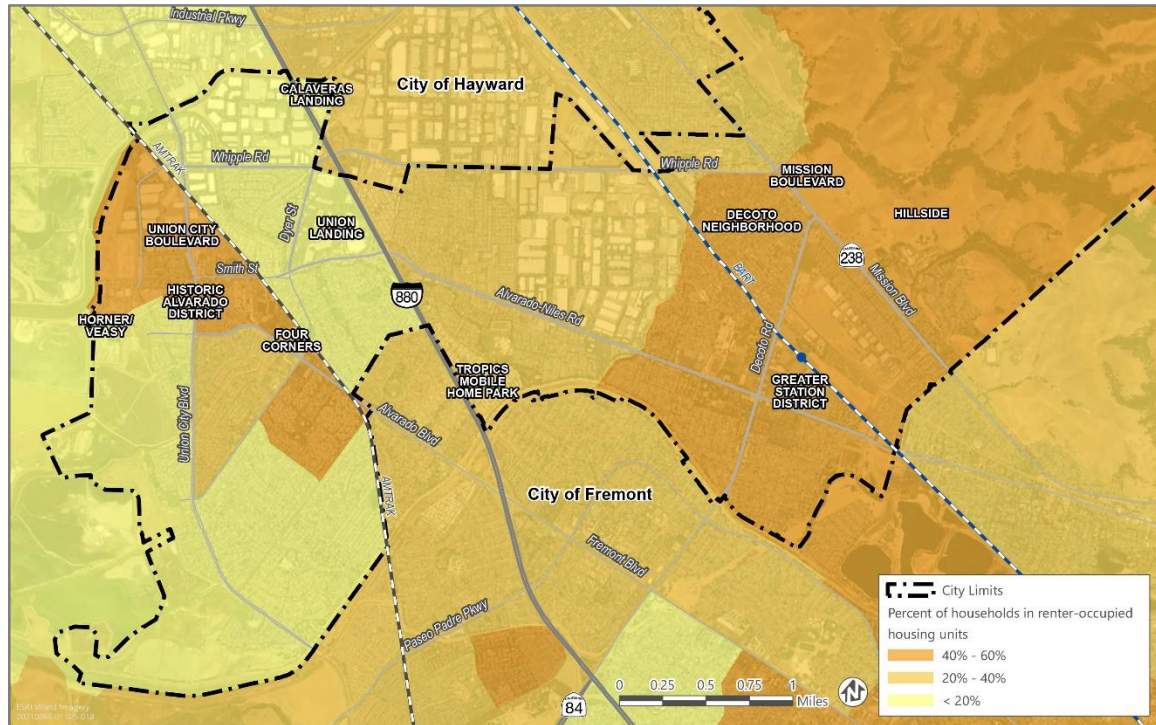 Industrial Pkwy
CALAVERAS
LANDING
City of Hayward
AMTRAK
Whipple Rd
Whipple Rd
MISSION
BOULEVARD
UNION CITY
BOULEVARD
Dyer St
UNION
LANDING
DECOTO
NEIGHBORHOOD
HILLSIDE
CALIFORNIA
238
Mission Blvd
Smith St
BART
HISTORIC
ALVARADO
DISTRICT
880
Alvarado-Niles Rd
HORNER/
VEASY
FOUR
CORNERS
Decoto Rd
TROPICS
MOBILE
HOME PARK
GREATER
STATION
DISTRICT
Union City Blvd
Alvarado Blvd
AMTRAK
City of Fremont
Fremont Blvd
Paseo Padre Pkwy
84
0 0.25 0.5 0.75 1
Miles
N
City Limits
Percent of households in renter-occupied
housing units
40% - 60%
20% - 40%
< 20%
ESRI World Imagery